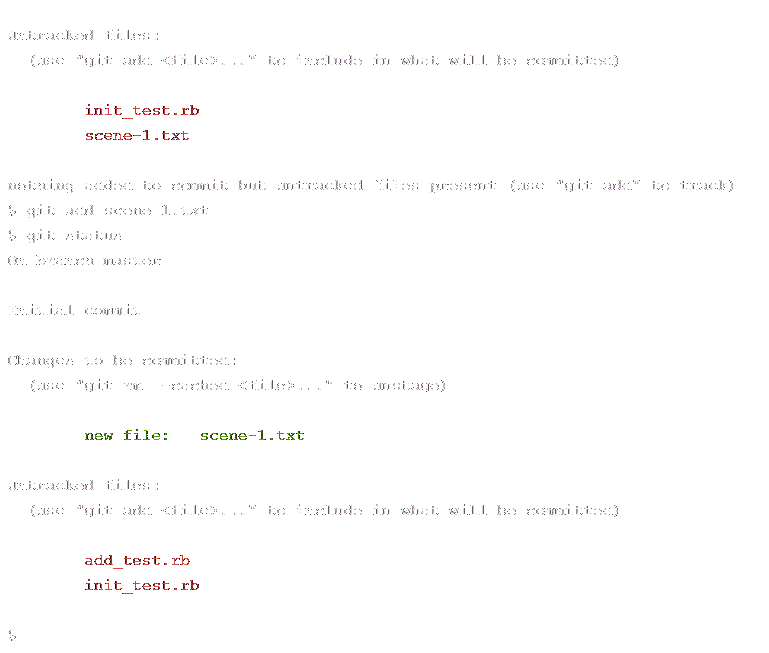 Untracked files:
(use "git add <file>..." to include in what will be committed)
init_test.rb
scene-1.txt
nothing added to commit but untracked files present (use "git add" to track)
$ git add scene-1.txt
$ git status
On branch master
Initial commit
Changes to be committed:
(use "git rm --cached <file>..." to unstage)
new file: scene-1.txt
Untracked files:
(use "git add <file>..." to include in what will be committed)
add_test.rb
init_test.rb
$